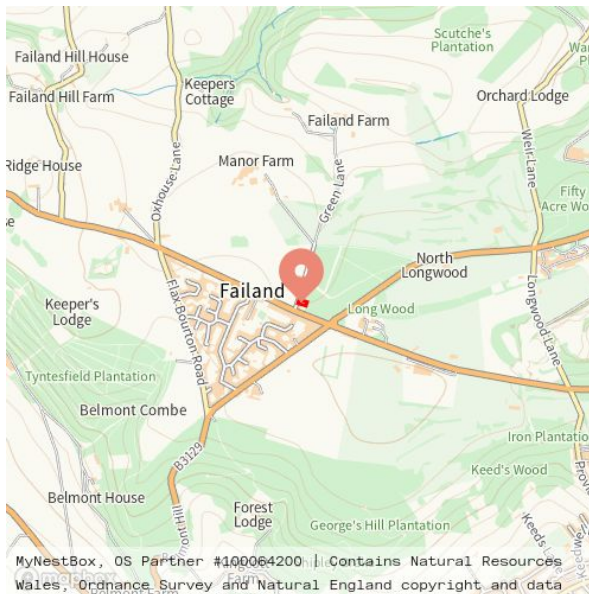 Failand Hill House
Scutche's
Plantation
Keepers
Cottage
Failand Hill Farm
Orchard Lodge
Failand Farm
Weir Lane
Ridge House
Manor Farm
Oxhouse Lane
Green Lane
Fifty
North
Longwood
Failand
Keeper's
Lodge
Long Wood
Longwood Lane
Flax Bourton Road
Tyntesfield Plantation
Belmont Combe
Iron Plantation
B3129
Keed's Wood
Belmont House
Forest
Lodge
George's Hill Plantation
MyNestBox, OS Partner #100064200 | Contains Natural Resources
Wales, Ordnance Survey and Natural England copyright and data
mapbox